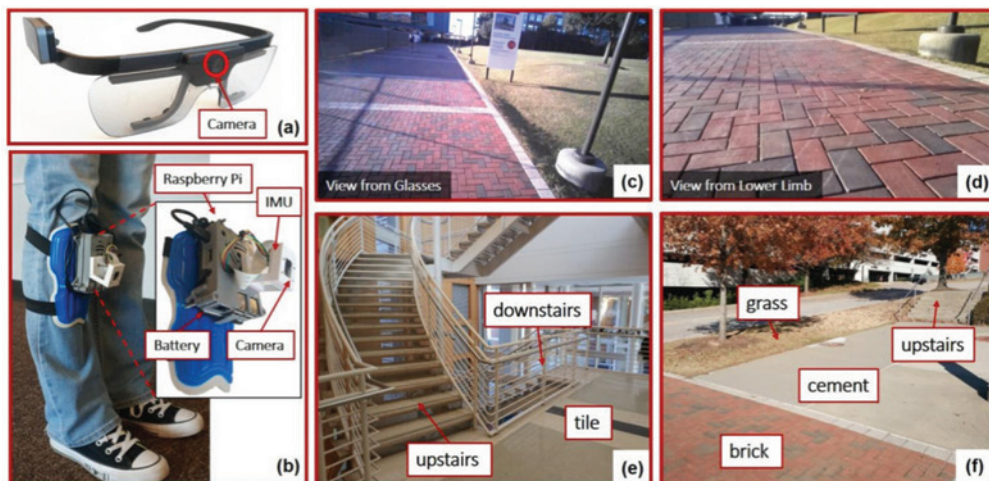 Camera
(a)
Raspberry Pi
IMU
Battery
Camera
(b)
View from Glasses
(c)
View from Lower Limb
(d)
downstairs
tile
upstairs
(e)
grass
upstairs
cement
brick
(f)